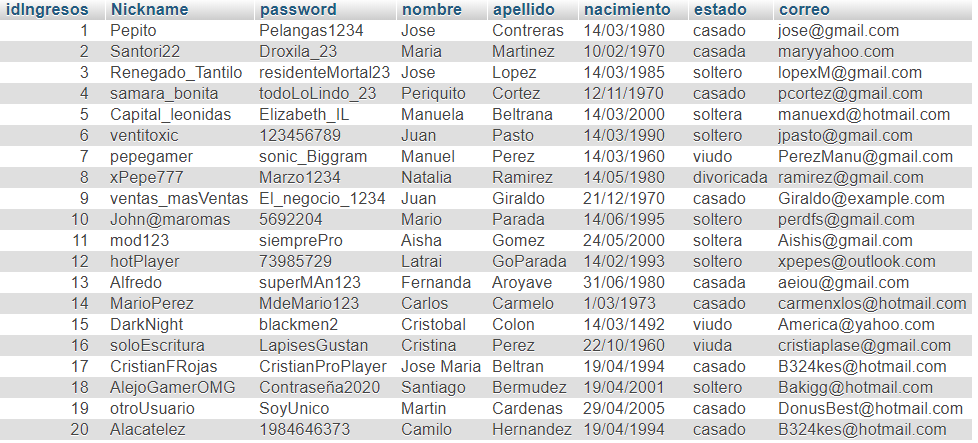 idIngresos Nickname password nombre apellido nacimiento estado correo
1 Pepito Pelangas1234 Jose Contreras 14/03/1980 casado jose@gmail.com
2 Santori22 Droxila_23 Maria Martinez 10/02/1970 casada maryyahoo.com
3 Renegado_Tantilo residenteMortal23 Jose Lopez 14/03/1985 soltero lopexM@gmail.com
4 samara_bonita todoLoLindo_23 Periquito Cortez 12/11/1970 casado pcortez@gmail.com
5 Capital_leonidas Elizabeth_IL Manuela Beltrana 14/03/2000 soltera manuexd@hotmail.com
6 ventitoxic 123456789 Juan Pasto 14/03/1990 soltero jpasto@gmail.com
7 pepegamer sonic_Biggram Manuel Perez 14/03/1960 viudo PerezManu@gmail.com
8 xPepe777 Marzo1234 Natalia Ramirez 14/05/1980 divoricada ramirez@gmail.com
9 ventas_masVentas El_negocio_1234 Juan Giraldo 21/12/1970 casado Giraldo@example.com
10 John@maromas 5692204 Mario Parada 14/06/1995 soltero perdfs@gmail.com
11 mod123 siemprePro Aisha Gomez 24/05/2000 soltera Aishis@gmail.com
12 hotPlayer 73985729 Latrai GoParada 14/02/1993 soltero xpepes@outlook.com
13 Alfredo superMAn123 Fernanda Aroyave 31/06/1980 casada aeiou@gmail.com
14 MarioPerez MdeMario123 Carlos Carmelo 1/03/1973 casado carmenxlos@hotmail.com
15 DarkNight blackmen2 Cristobal Colon 14/03/1492 viudo America@yahoo.com
16 soloEscritura LapisesGustan Cristina Perez 22/10/1960 viuda cristiaplase@gmail.com
17 CristianFRojas CristianProPlayer Jose Maria Beltran 19/04/1994 casado B324kes@hotmail.com
18 AlejoGamerOMG Contraseña2020 Santiago Bermudez 19/04/2001 soltero Bakigg@hotmail.com
19 otroUsuario SoyUnico Martin Cardenas 29/04/2005 casado DonusBest@hotmail.com
20 Alacatelez 1984646373 Camilo Hernandez 19/04/1994 casado B324kes@hotmail.com